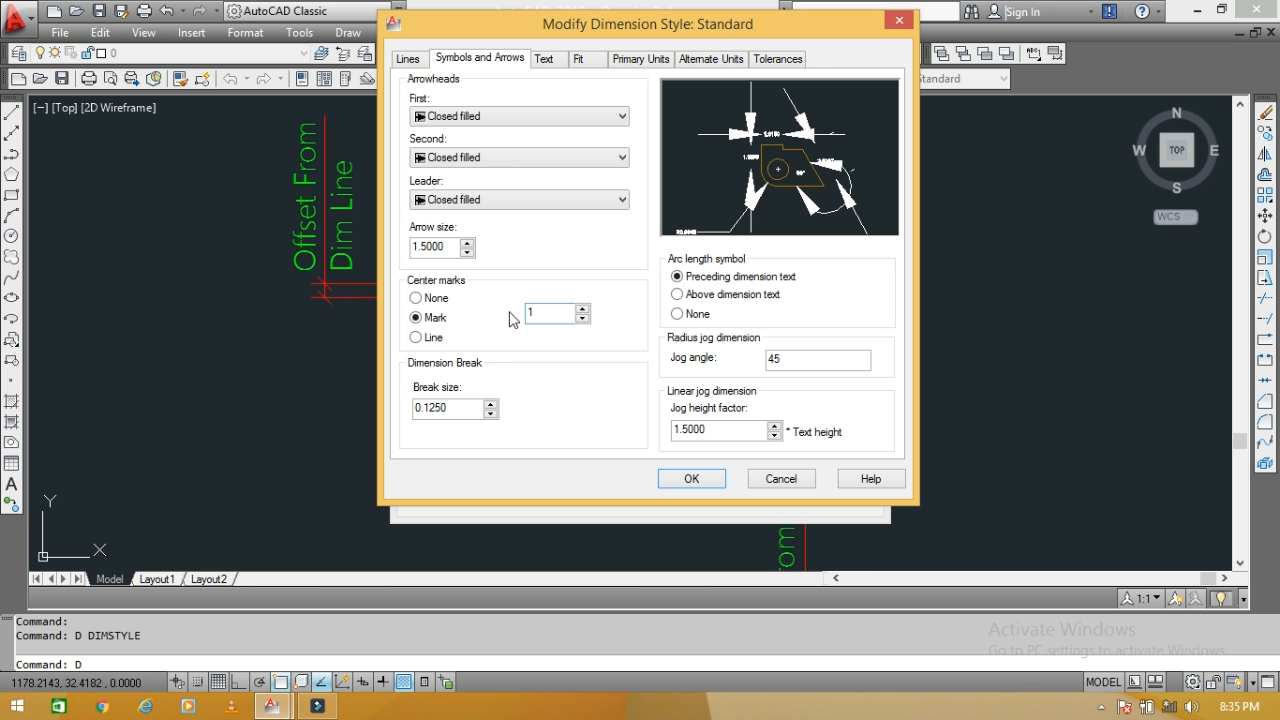 AutoCAD Classic
Sign In
File
Edit
View
Insert
Format
Tools
Draw
0
Modify Dimension Style: Standard
Lines
Symbols and Arrows
Text
Fit
Primary Units
Alternate Units
Tolerances
Arrowheads
First:
Closed filled
Second:
Closed filled
Leader:
Closed filled
Arrow size:
1.5000
Center marks
None
Mark
Line
1
Dimension Break
Break size:
0.1250
Arc length symbol
Preceding dimension text
Above dimension text
None
Radius jog dimension
Jog angle:
45
Linear jog dimension
Jog height factor:
1.5000
* Text height
OK
Cancel
Help
[−] [Top] [2D Wireframe]
Offset From
Dim Line
N
W
TOP
E
S
WCS
Y
X
Model
Layout1
Layout2
1:1
Command:
Command: D DIMSTYLE
Command: D
Activate Windows
Go to PC settings to activate Windows.
1178.2143, 32.4182 , 0.0000
MODEL
8:35 PM